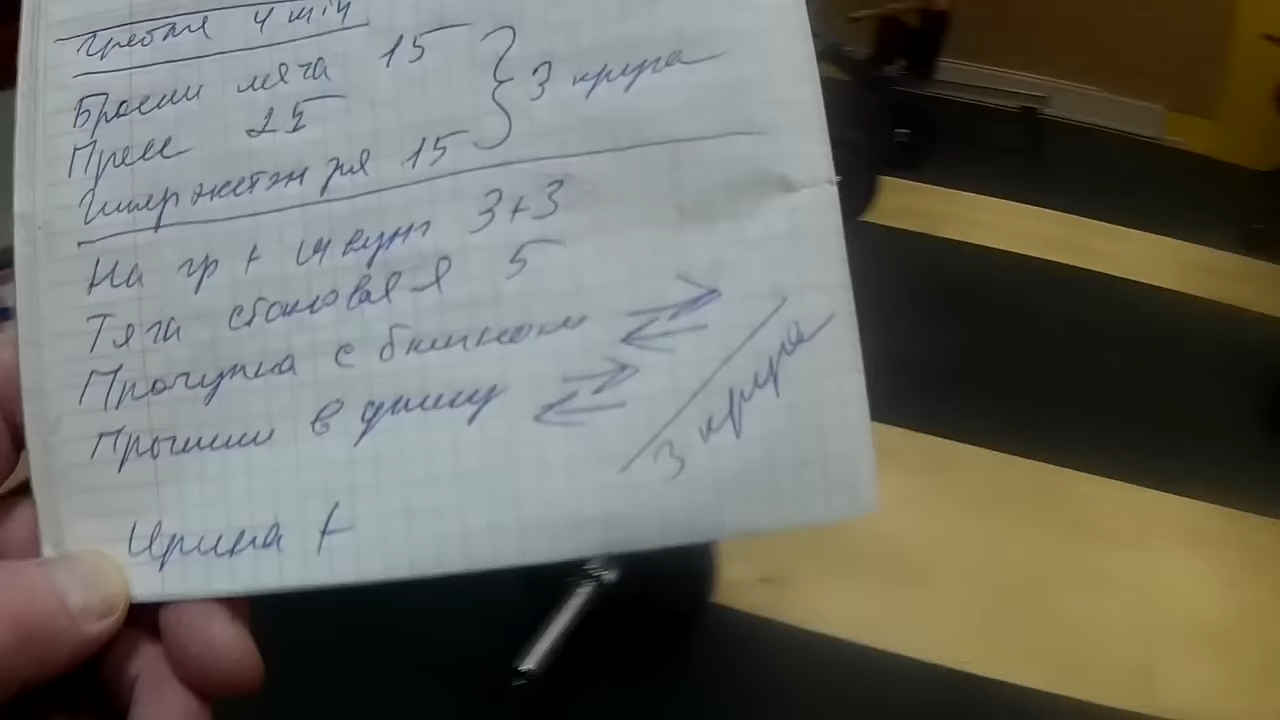 гребля 4 min
Броски мяча 15
Пресс 25
Гиперэкстензия 15
3 круга
На гр + швунг 3+3
Тяга становая 5
Прогулка с блином
Прыжки в длину
3 круга
Ирина +